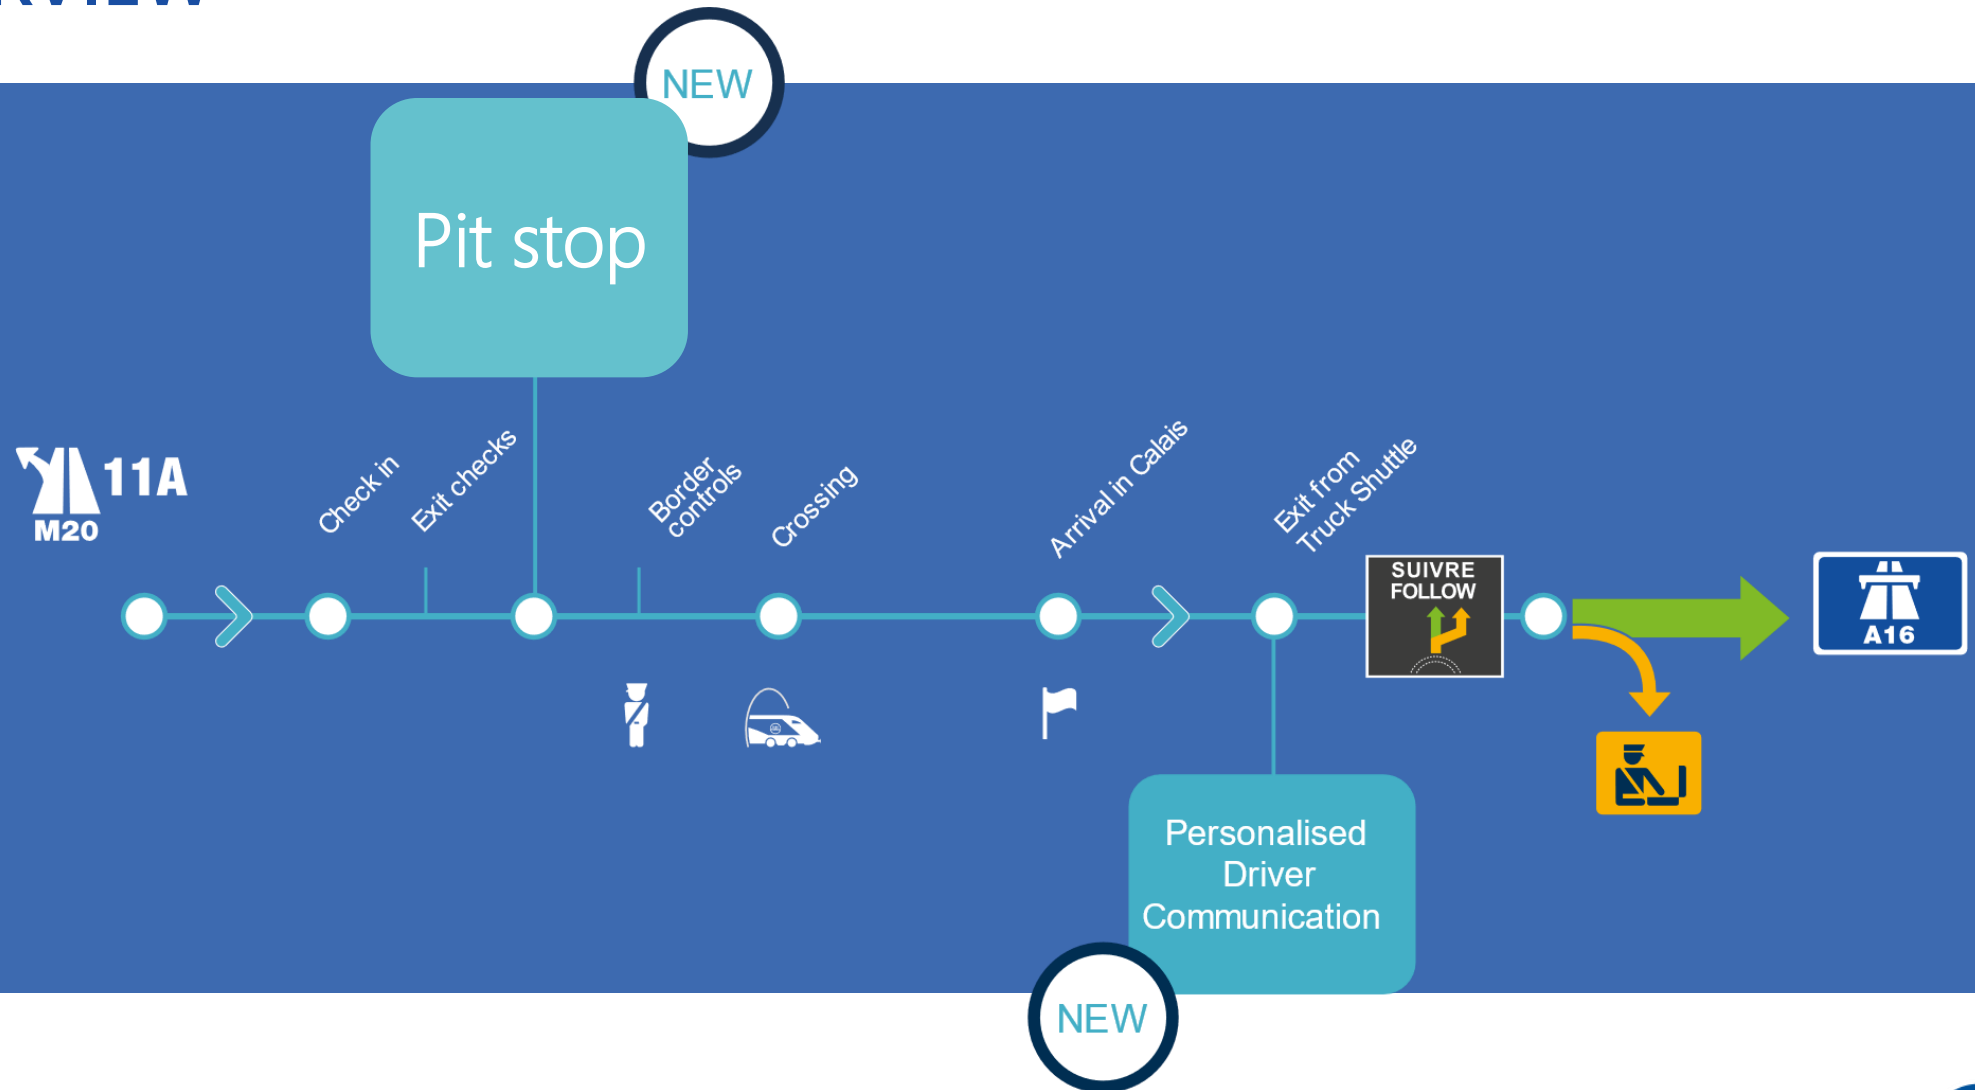 RVIEW
NEW
Pit stop
11A
M20
Check in
Exit checks
Border
controls
Crossing
Arrival in Calais
Exit from
Truck Shuttle
SUIVRE
FOLLOW
A16
Personalised
Driver
Communication
NEW